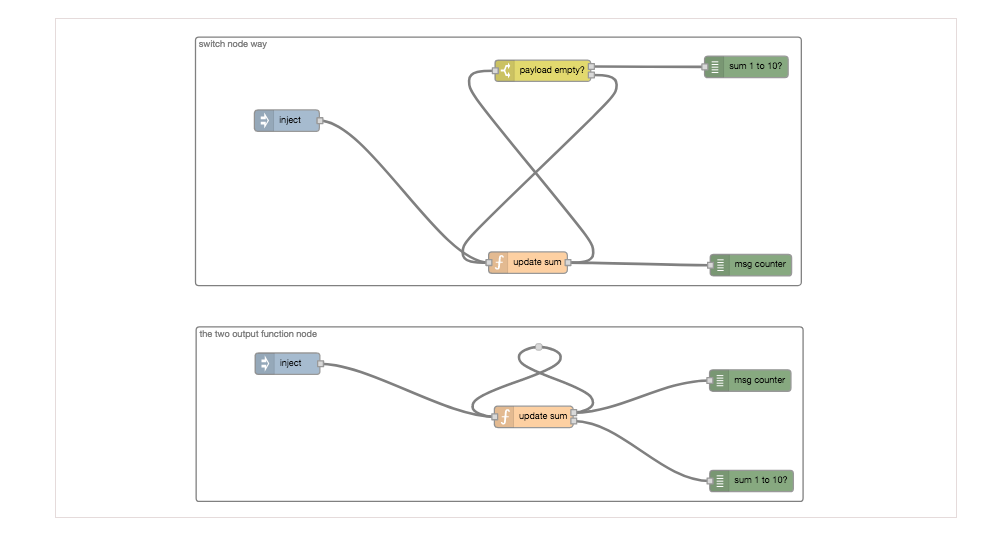 switch node way
payload empty?
sum 1 to 10?
inject
update sum
msg counter
the two output function node
inject
msg counter
update sum
sum 1 to 10?